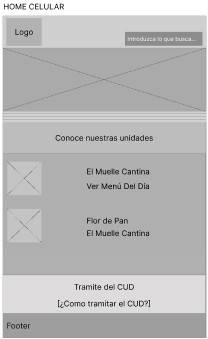 HOME CELULAR
Logo
Introduzca lo que busca...
Conoce nuestras unidades
El Muelle Cantina
Ver Menú Del Día
Flor de Pan
El Muelle Cantina
Tramite del CUD
[¿Como tramitar el CUD?]
Footer